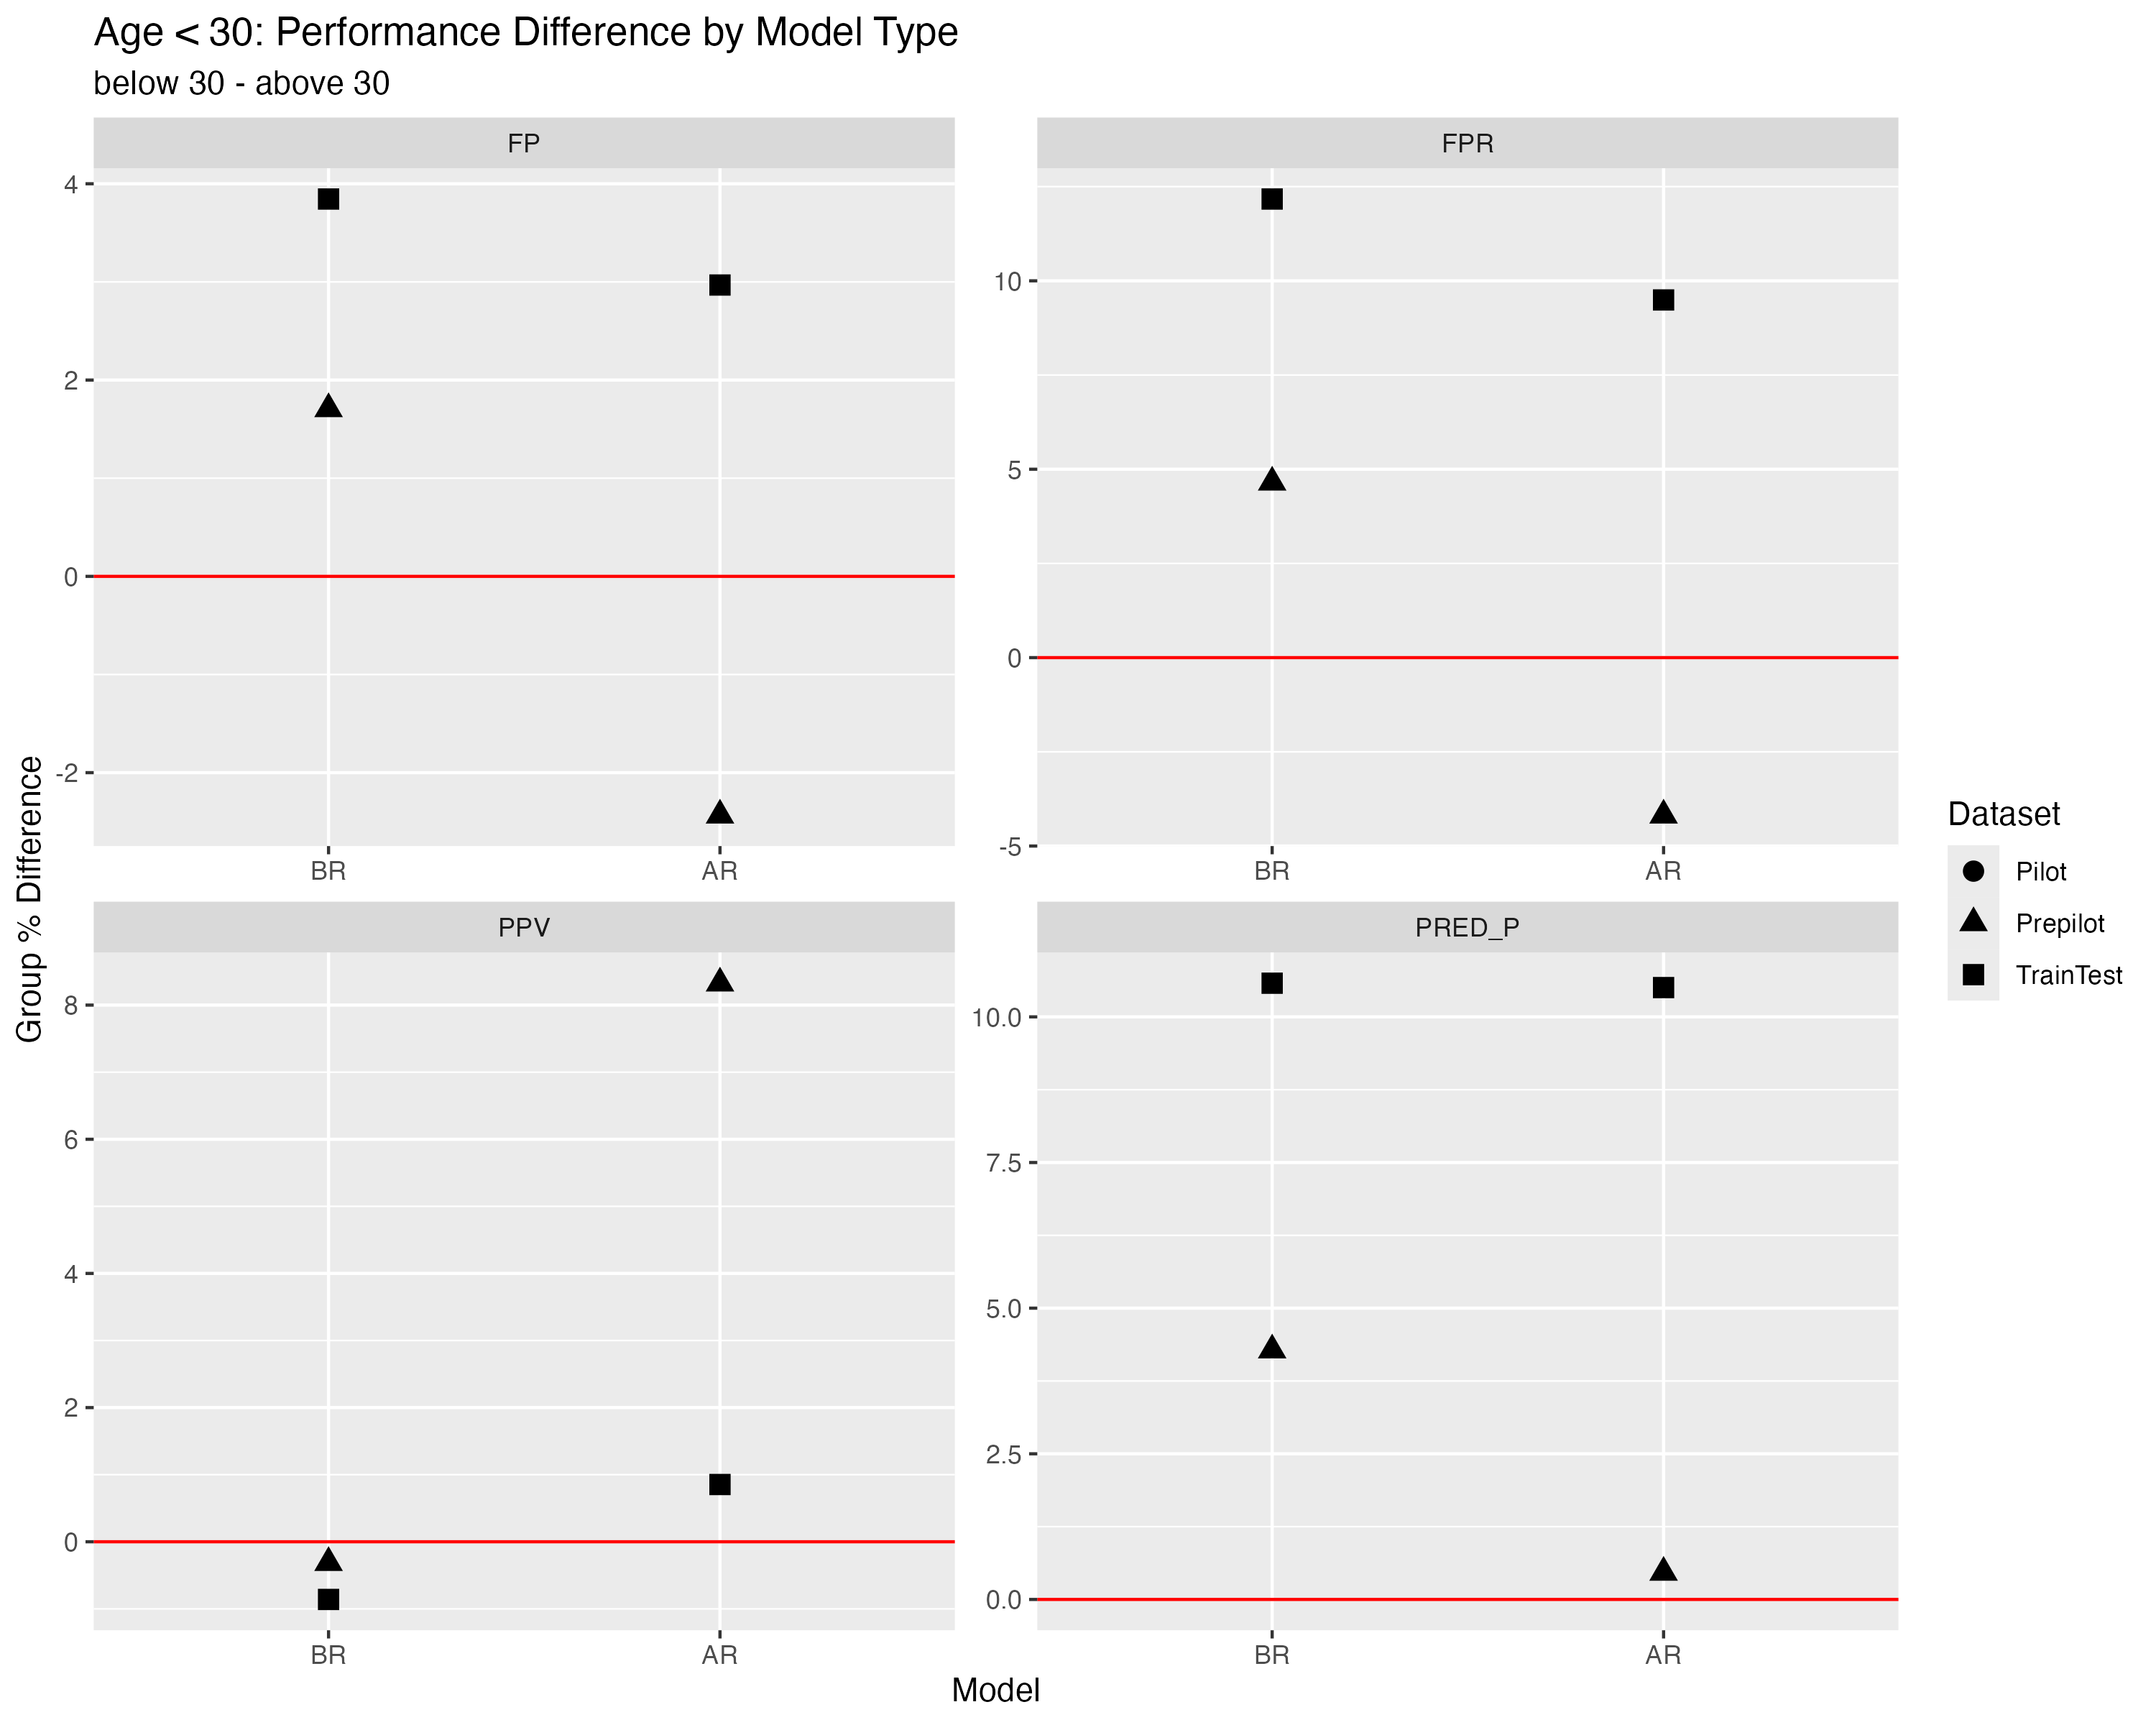 Age < 30: Performance Difference by Model Type
below 30 - above 30
FP
FPR
4
2
0
-2
10
5
0
-5
BR
AR
BR
AR
PPV
PRED_P
8
6
4
2
0
10.0
7.5
5.0
2.5
0.0
BR
AR
BR
AR
Group % Difference
Model
Dataset
Pilot
Prepilot
TrainTest